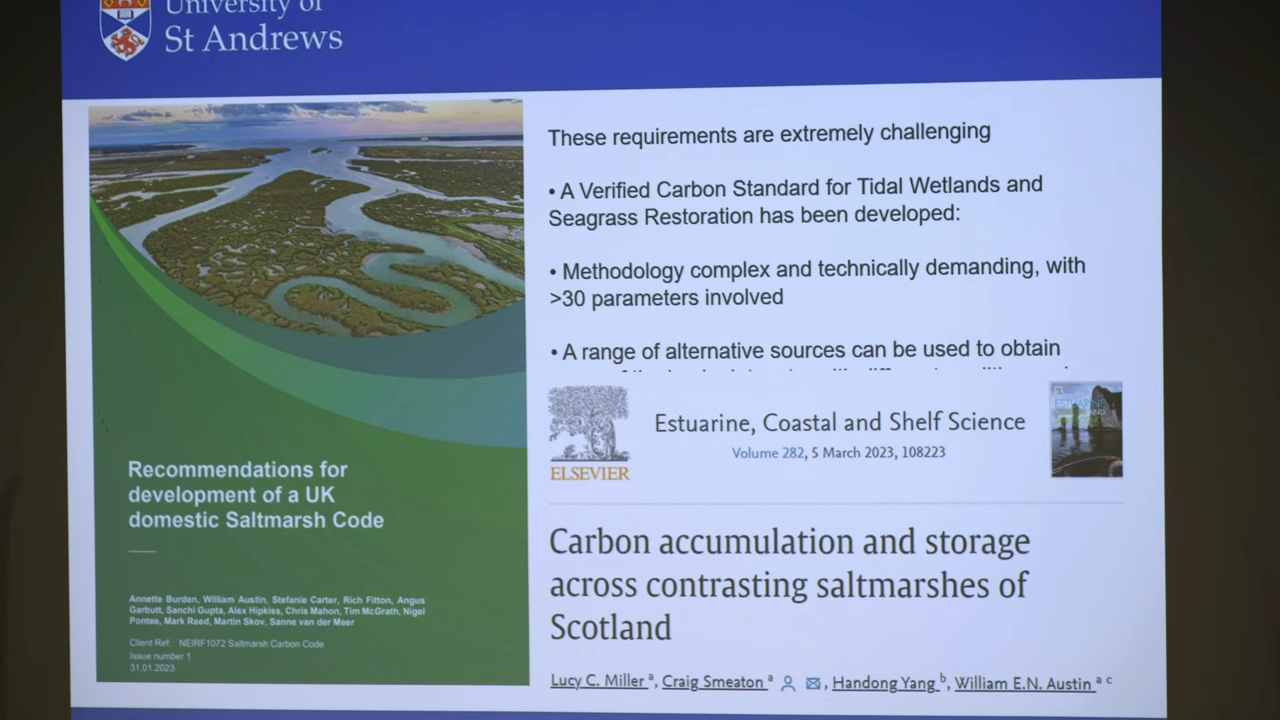 University of
St Andrews
Recommendations for
development of a UK
domestic Saltmarsh Code
Annette Burden, William Austin, Stefanie Carter, Rich Fitton, Angus
Garbutt, Sanchi Gupta, Alex Hipkiss, Chris Mahon, Tim McGrath, Nigel
Pontee, Mark Reed, Martin Skov, Sanne van der Meer
Client Ref: NEIRF1072 Saltmarsh Carbon Code
Issue number 1
31.01.2023
These requirements are extremely challenging
• A Verified Carbon Standard for Tidal Wetlands and
Seagrass Restoration has been developed:
• Methodology complex and technically demanding, with
>30 parameters involved
• A range of alternative sources can be used to obtain
ELSEVIER
Estuarine, Coastal and Shelf Science
Volume 282, 5 March 2023, 108223
Carbon accumulation and storage
across contrasting saltmarshes of
Scotland
Lucy C. Miller a, Craig Smeaton a, Handong Yang b, William E.N. Austin a c